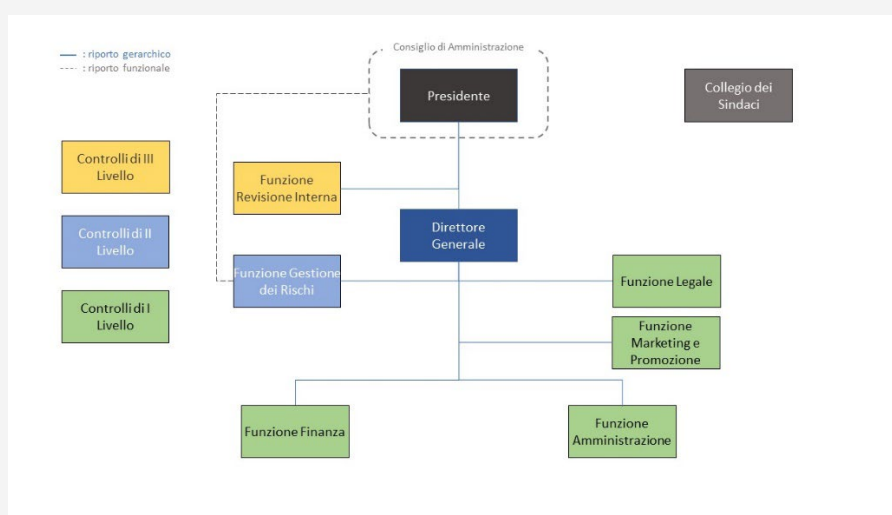 Consiglio di Amministrazione
: riporto gerarchico
: riporto funzionale
Presidente
Collegio dei
Sindaci
Controlli di III
Livello
Funzione
Revisione Interna
Controlli di II
Livello
Direttore
Generale
Funzione Gestione
dei Rischi
Funzione Legale
Controlli di I
Livello
Funzione
Marketing e
Promozione
Funzione Finanza
Funzione
Amministrazione